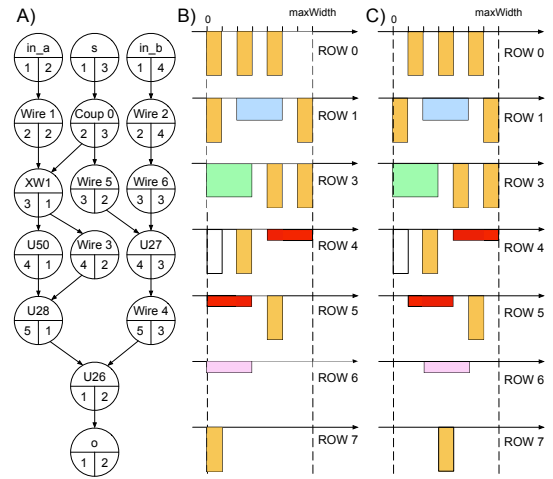 A) B) C)
0 maxWidth 0 maxWidth
in_a s in_b
1 2 1 3 1 4
ROW 0 ROW 0
Wire 1 Coup 0 Wire 2
2 2 2 3 2 4
ROW 1 ROW 1
XW1 Wire 5 Wire 6
3 1 3 2 3 3
ROW 3 ROW 3
U50 Wire 3 U27
4 1 4 2 4 3
ROW 4 ROW 4
U28 Wire 4
5 1 5 3
ROW 5 ROW 5
U26
1 2
ROW 6 ROW 6
o
1 2
ROW 7 ROW 7